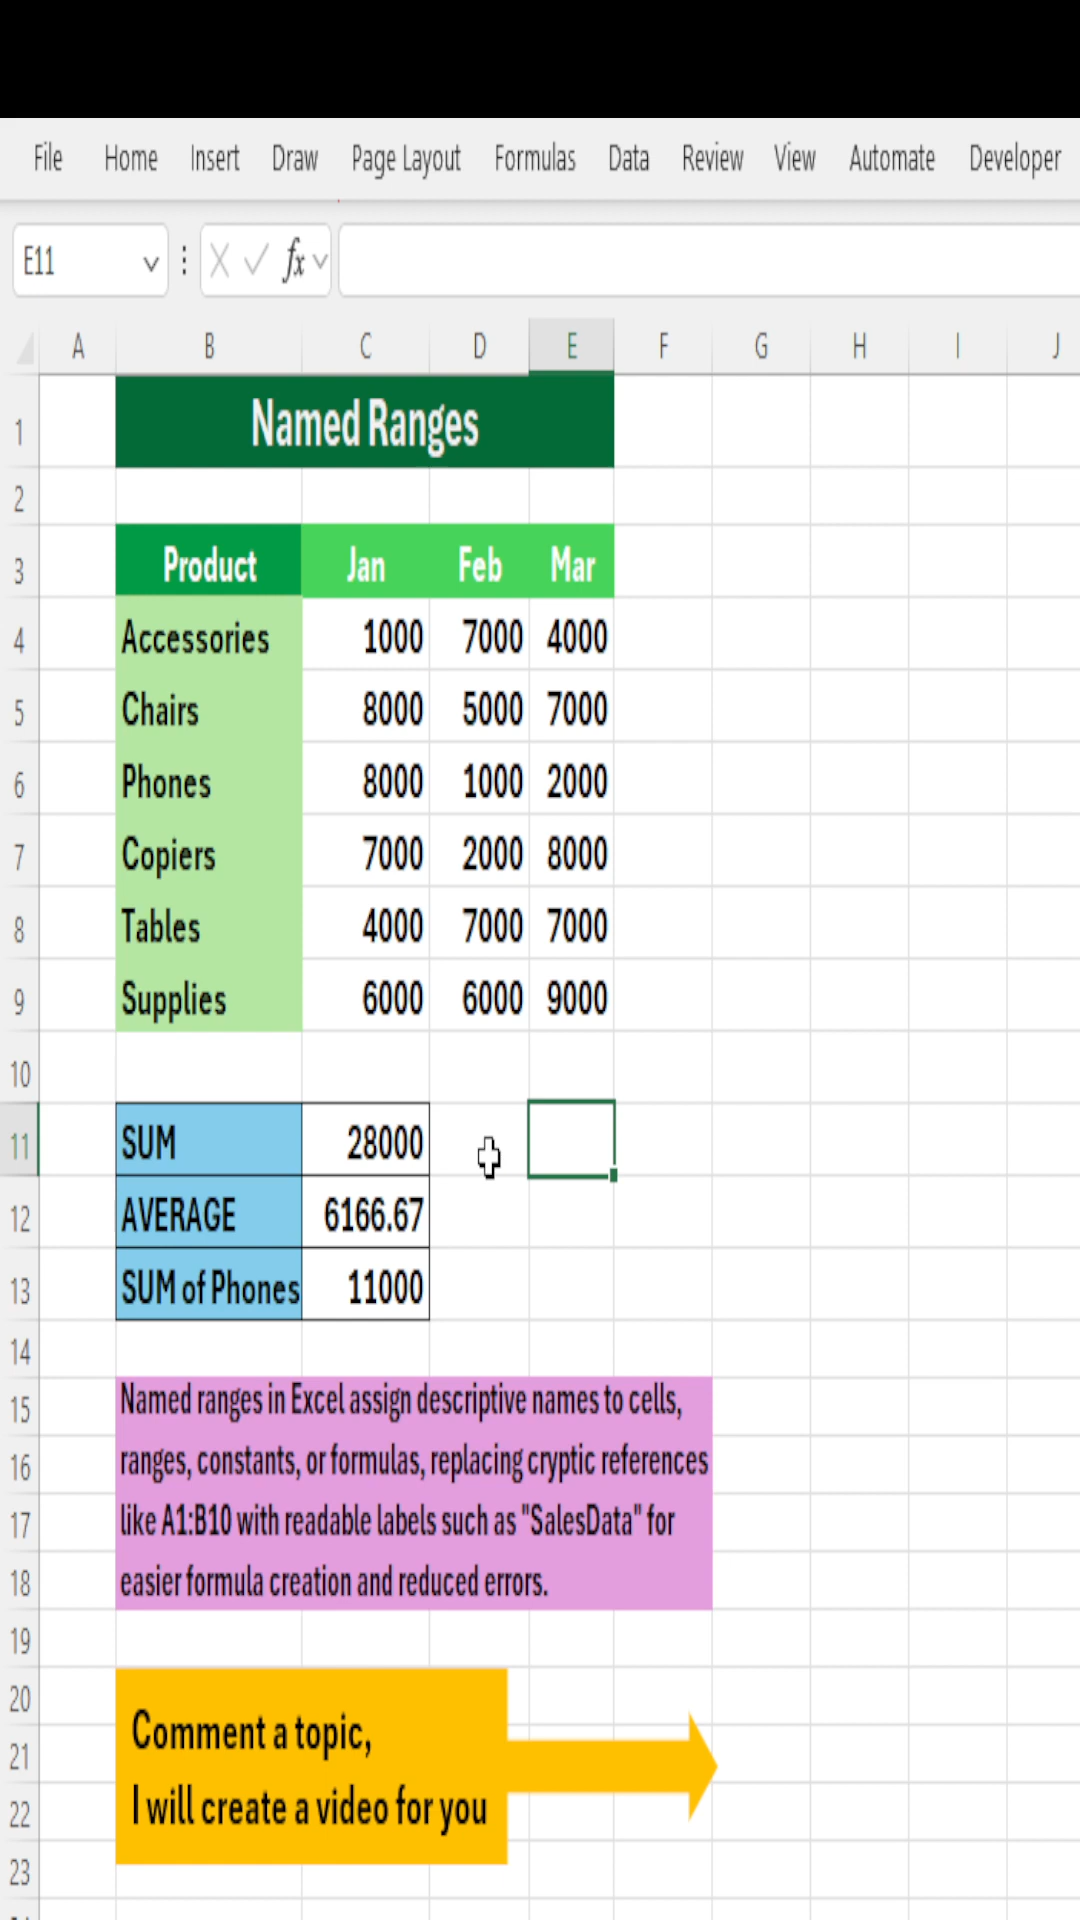 File Home Insert Draw Page Layout Formulas Data Review View Automate Developer
E11 fx
A B C D E F G H I J
1 Named Ranges
2
3 Product Jan Feb Mar
4 Accessories 1000 7000 4000
5 Chairs 8000 5000 7000
6 Phones 8000 1000 2000
7 Copiers 7000 2000 8000
8 Tables 4000 7000 7000
9 Supplies 6000 6000 9000
10
11 SUM 28000
12 AVERAGE 6166.67
13 SUM of Phones 11000
14
15 Named ranges in Excel assign descriptive names to cells,
16 ranges, constants, or formulas, replacing cryptic references
17 like A1:B10 with readable labels such as "SalesData" for
18 easier formula creation and reduced errors.
19
20
Comment a topic,
21
22 I will create a video for you
23